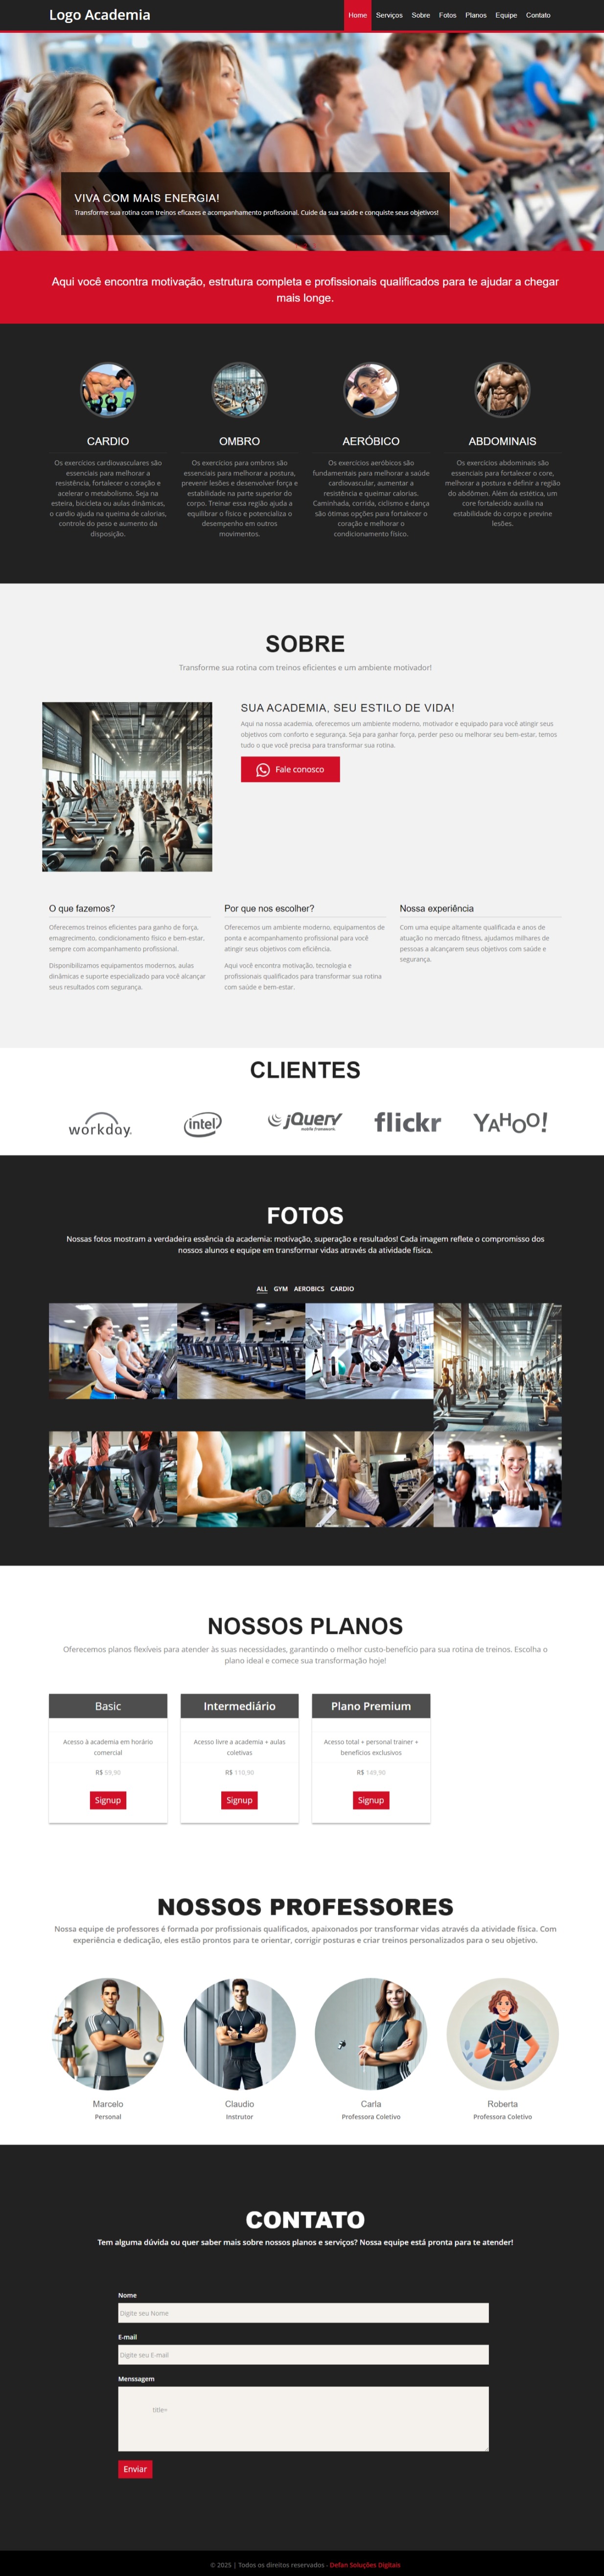 Logo Academia
Home Serviços Sobre Fotos Planos Equipe Contato
VIVA COM MAIS ENERGIA!
Transforme sua rotina com treinos eficazes e acompanhamento profissional. Cuide da sua saúde e conquiste seus objetivos!
Aqui você encontra motivação, estrutura completa e profissionais qualificados para te ajudar a chegar
mais longe.
CARDIO
Os exercícios cardiovasculares são
essenciais para melhorar a
resistência, fortalecer o coração e
acelerar o metabolismo. Seja na
esteira, bicicleta ou aulas dinâmicas,
o cardio ajuda na queima de calorias,
controle do peso e aumento da
disposição.
OMBRO
Os exercícios para ombros são
essenciais para melhorar a postura,
prevenir lesões e desenvolver força e
estabilidade na parte superior do
corpo. Treinar essa região ajuda a
equilibrar o físico e potencializa o
desempenho em outros
movimentos.
AERÓBICO
Os exercícios aeróbicos são
fundamentais para melhorar a saúde
cardiovascular, aumentar a
resistência e queimar calorias.
Caminhada, corrida, ciclismo e dança
são ótimas opções para fortalecer o
coração e melhorar o
condicionamento físico.
ABDOMINAIS
Os exercícios abdominais são
essenciais para fortalecer o core,
melhorar a postura e definir a região
do abdômen. Além da estética, um
core fortalecido auxilia na
estabilidade do corpo e previne
lesões.
SOBRE
Transforme sua rotina com treinos eficientes e um ambiente motivador!
SUA ACADEMIA, SEU ESTILO DE VIDA!
Aqui na nossa academia, oferecemos um ambiente moderno, motivador e equipado para você atingir seus
objetivos com conforto e segurança. Seja para ganhar força, perder peso ou melhorar seu bem-estar, temos
tudo o que você precisa para transformar sua rotina.
Fale conosco
O que fazemos?
Oferecemos treinos eficientes para ganho de força,
emagrecimento, condicionamento físico e bem-estar,
sempre com acompanhamento profissional.
Disponibilizamos equipamentos modernos, aulas
dinâmicas e suporte especializado para você alcançar
seus resultados com segurança.
Por que nos escolher?
Oferecemos um ambiente moderno, equipamentos de
ponta e acompanhamento profissional para você
atingir seus objetivos com eficiência.
Aqui você encontra motivação, tecnologia e
profissionais qualificados para transformar sua rotina
com saúde e bem-estar.
Nossa experiência
Com uma equipe altamente qualificada e anos de
atuação no mercado fitness, ajudamos milhares de
pessoas a alcançarem seus objetivos com saúde e
segurança.
CLIENTES
workday.
intel
jQuery
mobile framework.
flickr
YAHOO!
FOTOS
Nossas fotos mostram a verdadeira essência da academia: motivação, superação e resultados! Cada imagem reflete o compromisso dos
nossos alunos e equipe em transformar vidas através da atividade física.
ALL GYM AEROBICS CARDIO
NOSSOS PLANOS
Oferecemos planos flexíveis para atender às suas necessidades, garantindo o melhor custo-benefício para sua rotina de treinos. Escolha o
plano ideal e comece sua transformação hoje!
Basic
Acesso à academia em horário
comercial
R$ 59,90
Signup
Intermediário
Acesso livre a academia + aulas
coletivas
R$ 110,90
Signup
Plano Premium
Acesso total + personal trainer +
benefícios exclusivos
R$ 149,90
Signup
NOSSOS PROFESSORES
Nossa equipe de professores é formada por profissionais qualificados, apaixonados por transformar vidas através da atividade física. Com
experiência e dedicação, eles estão prontos para te orientar, corrigir posturas e criar treinos personalizados para o seu objetivo.
Marcelo
Personal
Claudio
Instrutor
Carla
Professora Coletivo
Roberta
Professora Coletivo
CONTATO
Tem alguma dúvida ou quer saber mais sobre nossos planos e serviços? Nossa equipe está pronta para te atender!
Nome
Digite seu Nome
E-mail
Digite seu E-mail
Menssagem
title=
Enviar
© 2025 | Todos os direitos reservados - Defan Soluções Digitais